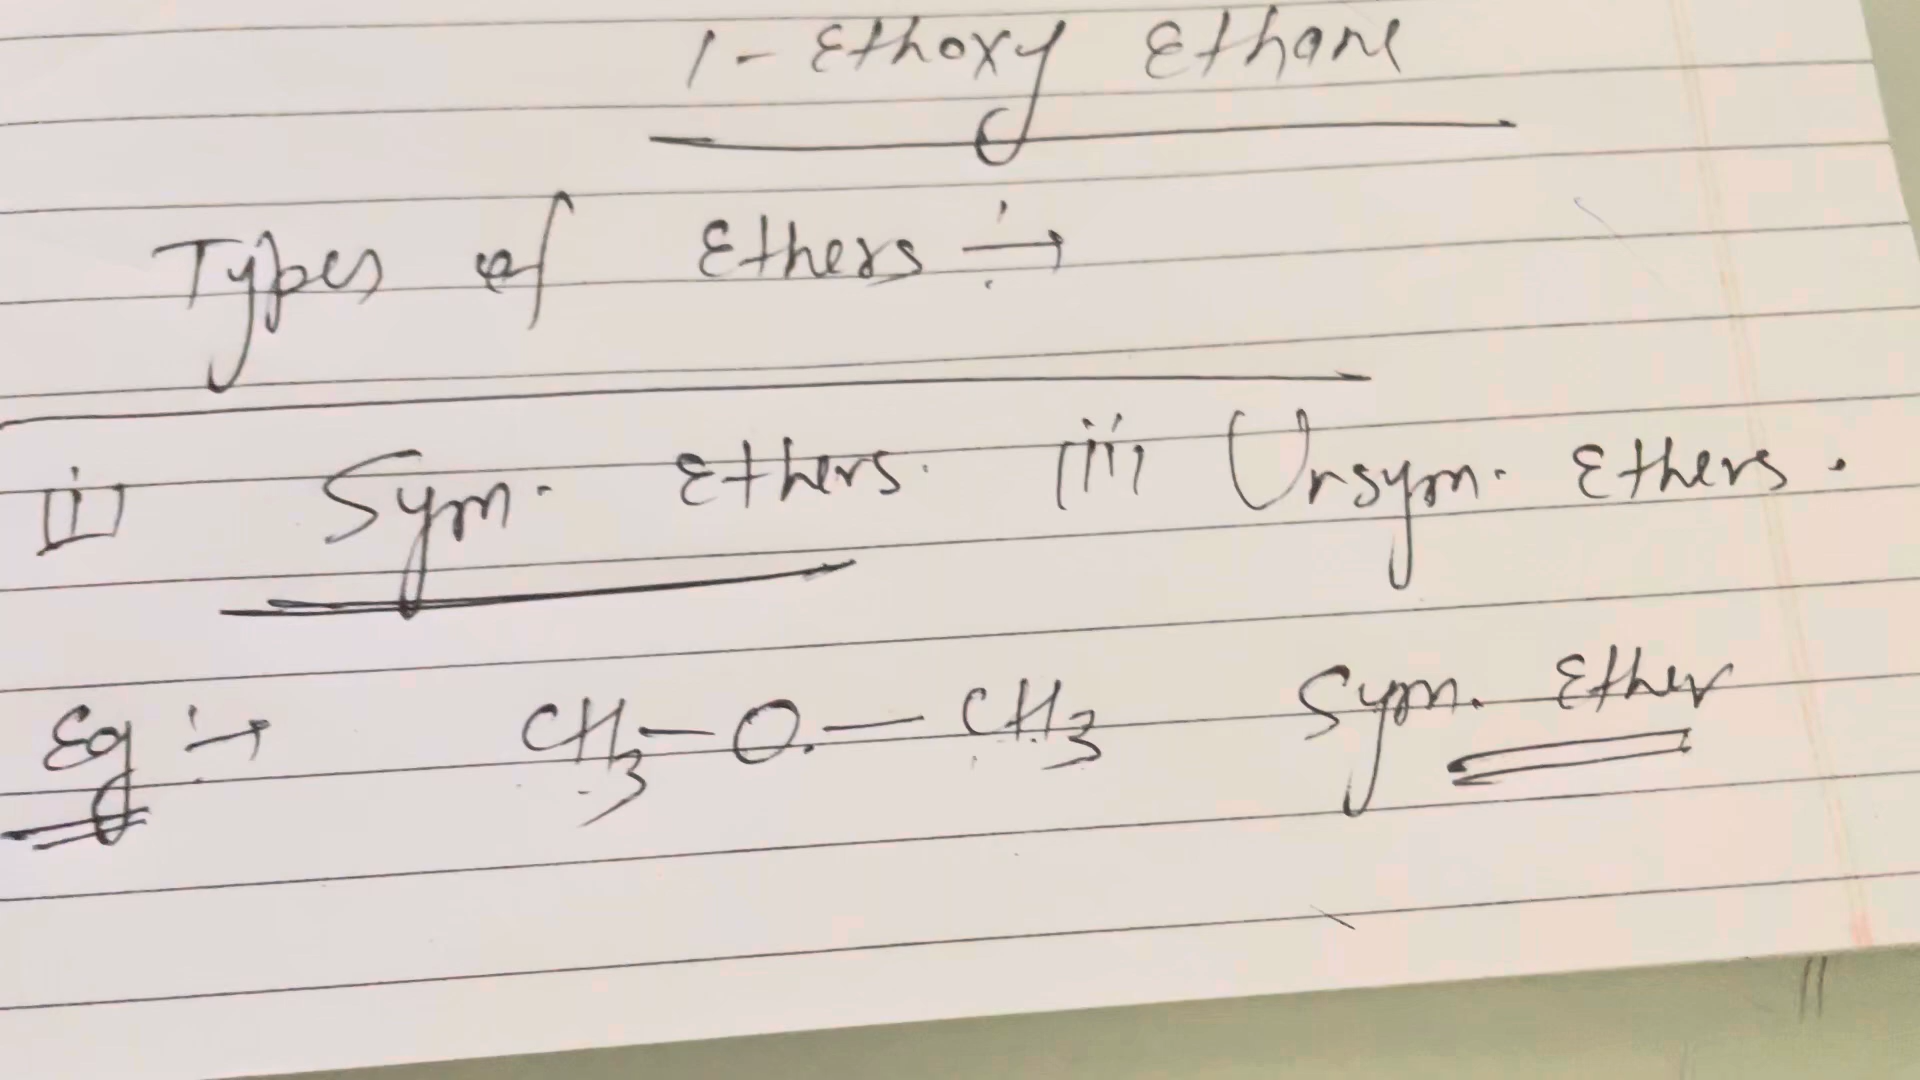 1- Ethoxy Ethane
Types of Ethers :→
(i) Sym. Ethers. (ii) Unsym. Ethers.
Eg :→ CH₃-O-CH₃ Sym. Ether